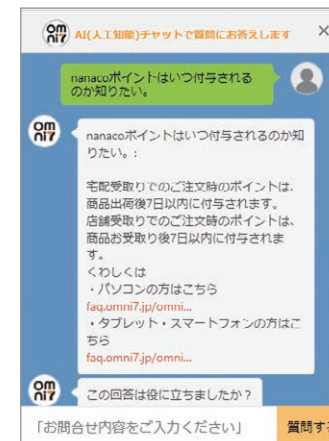 omni7 AI(人工知能)チャットで質問にお答えします ×
nanacoポイントはいつ付与される
のか知りたい。
omni7
nanacoポイントはいつ付与されるのか知
りたい。:
宅配受取りでのご注文時のポイントは、
商品出荷後7日以内に付与されます。
店舗受取りでのご注文時のポイントは、
商品お受取り後7日以内に付与されま
す。
くわしくは
・パソコンの方はこちら
faq.omni7.jp/omni...
・タブレット・スマートフォンの方はこ
ちら
faq.omni7.jp/omni...
omni7
この回答は役に立ちましたか?
「お問合せ内容をご入力ください」 質問す